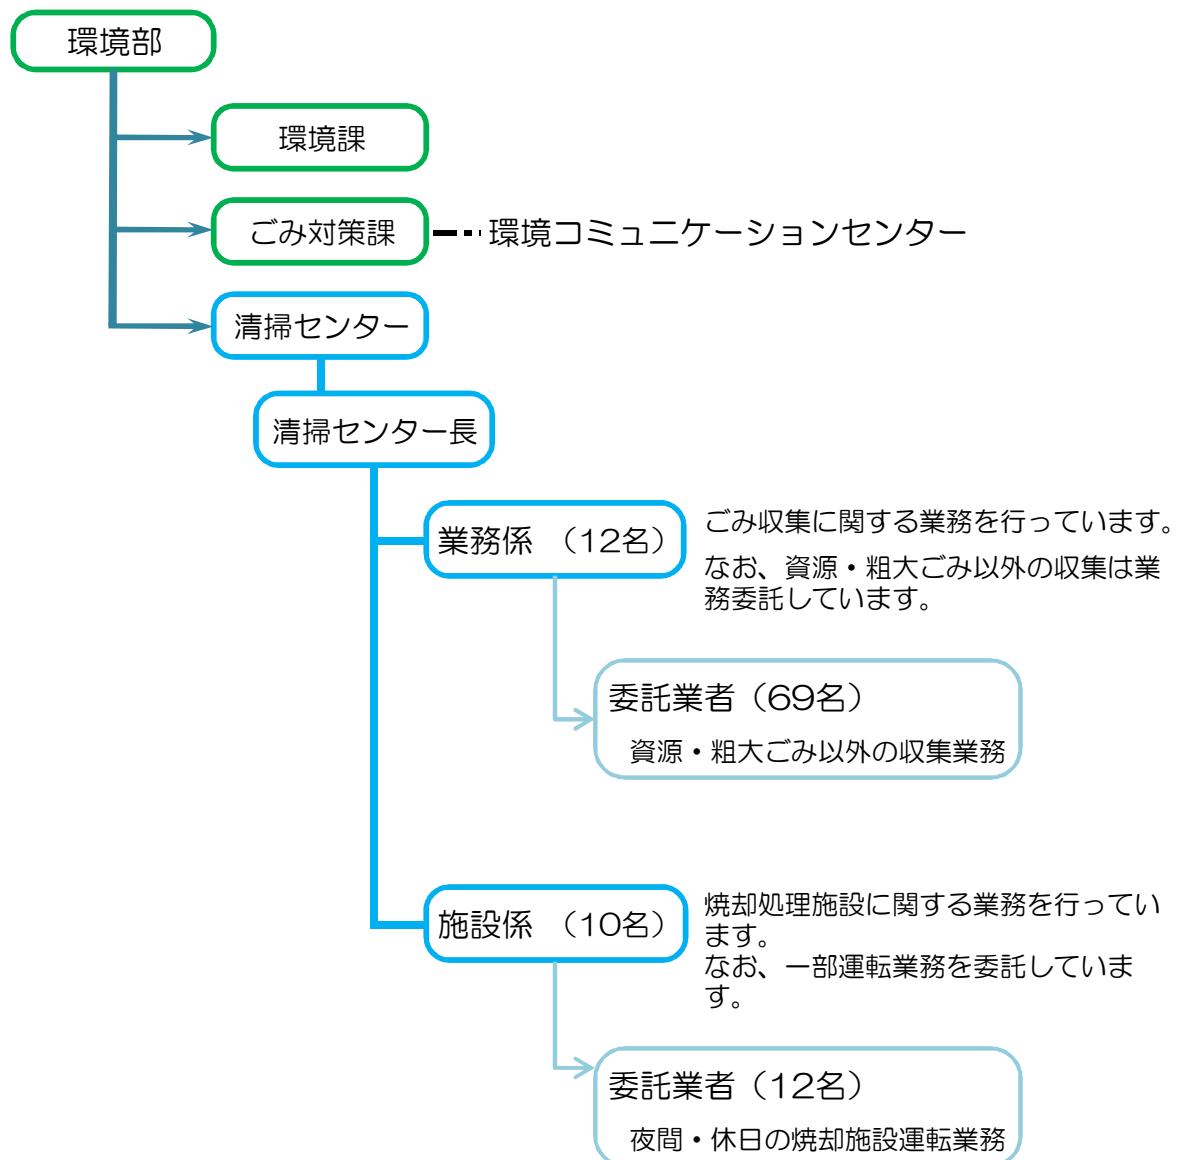 環境部
環境課
ごみ対策課
環境コミュニケーションセンター
清掃センター
清掃センター長
業務係　（12名）
ごみ収集に関する業務を行っています。
なお、資源・粗大ごみ以外の収集は業
務委託しています。
委託業者（69名）
資源・粗大ごみ以外の収集業務
施設係　（10名）
焼却処理施設に関する業務を行ってい
ます。
なお、一部運転業務を委託していま
す。
委託業者（12名）
夜間・休日の焼却施設運転業務